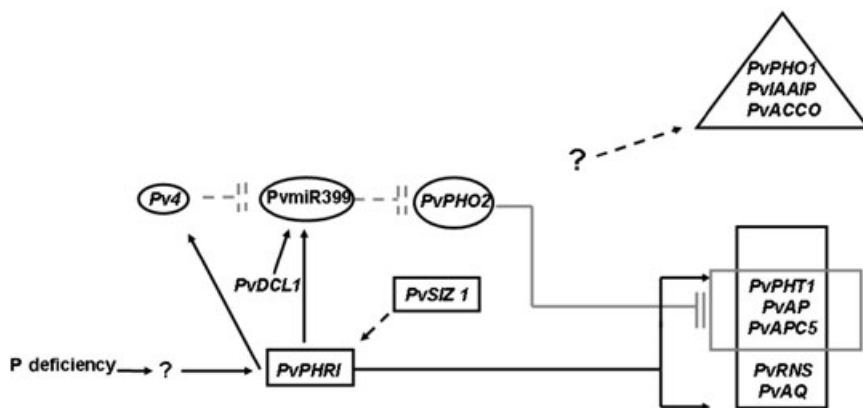 PvPHO1
PvIAAIP
PvACCO
?
Pv4
PvmiR399
PvPHO2
PvDCL1
PvSIZ 1
PvPHT1
PvAP
PvAPC5
P deficiency
?
PvPHRI
PvRNS
PvAQ